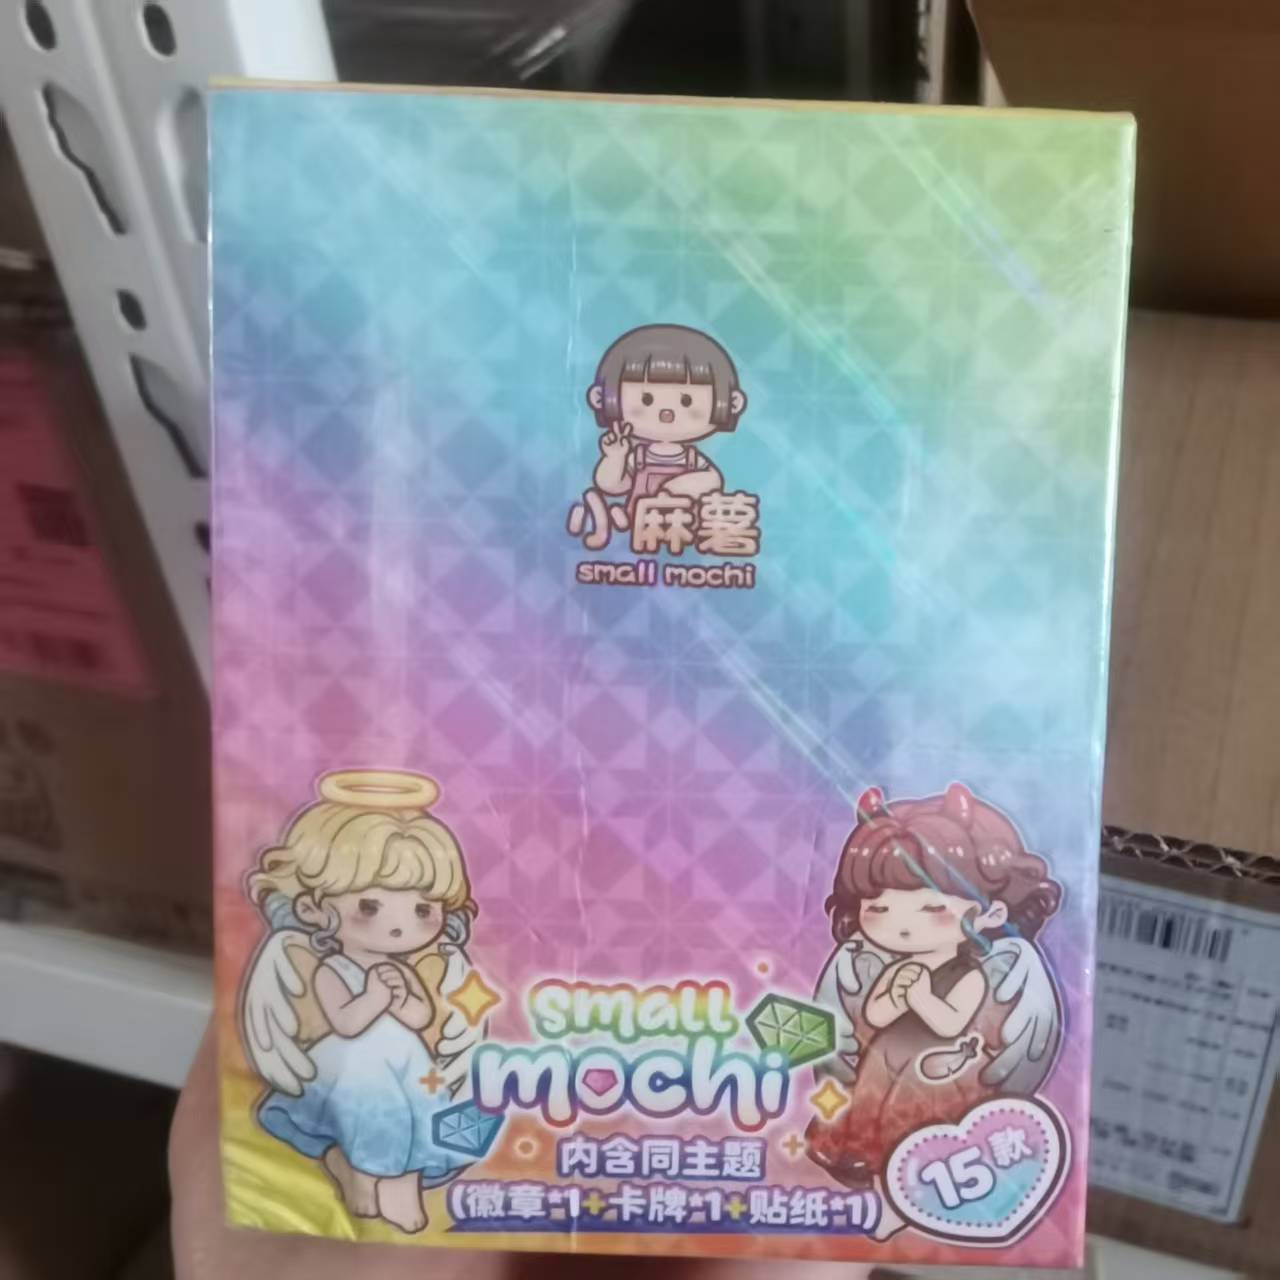 小麻薯
small mochi
small
mochi
内含同主题
(徽章*1+卡牌*1+贴纸*1)
15款